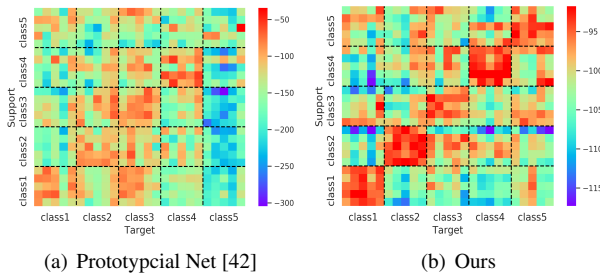 class5
class4
class3
class2
class1
Support
class1 class2 class3 class4 class5
Target
−50
−100
−150
−200
−250
−300
(a) Prototypcial Net [42]
class5
class4
class3
class2
class1
Support
class1 class2 class3 class4 class5
Target
−95
−100
−105
−110
−115
(b) Ours